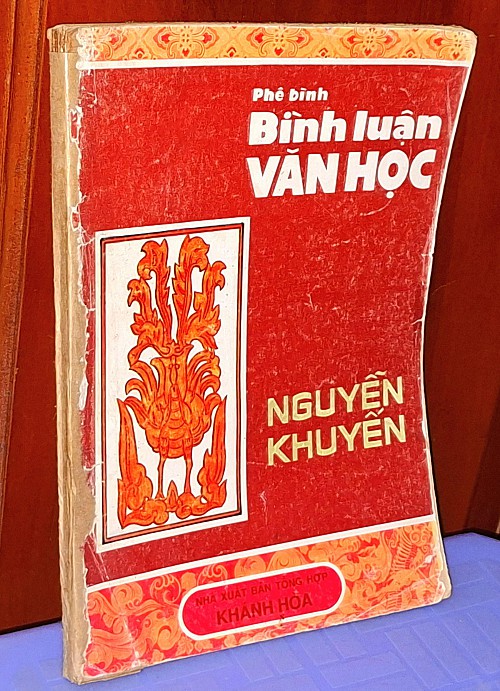 Phê bình
Bình luận
VĂN HỌC
NGUYỄN
KHUYẾN
NHÀ XUẤT BẢN TỔNG HỢP
KHÁNH HÒA